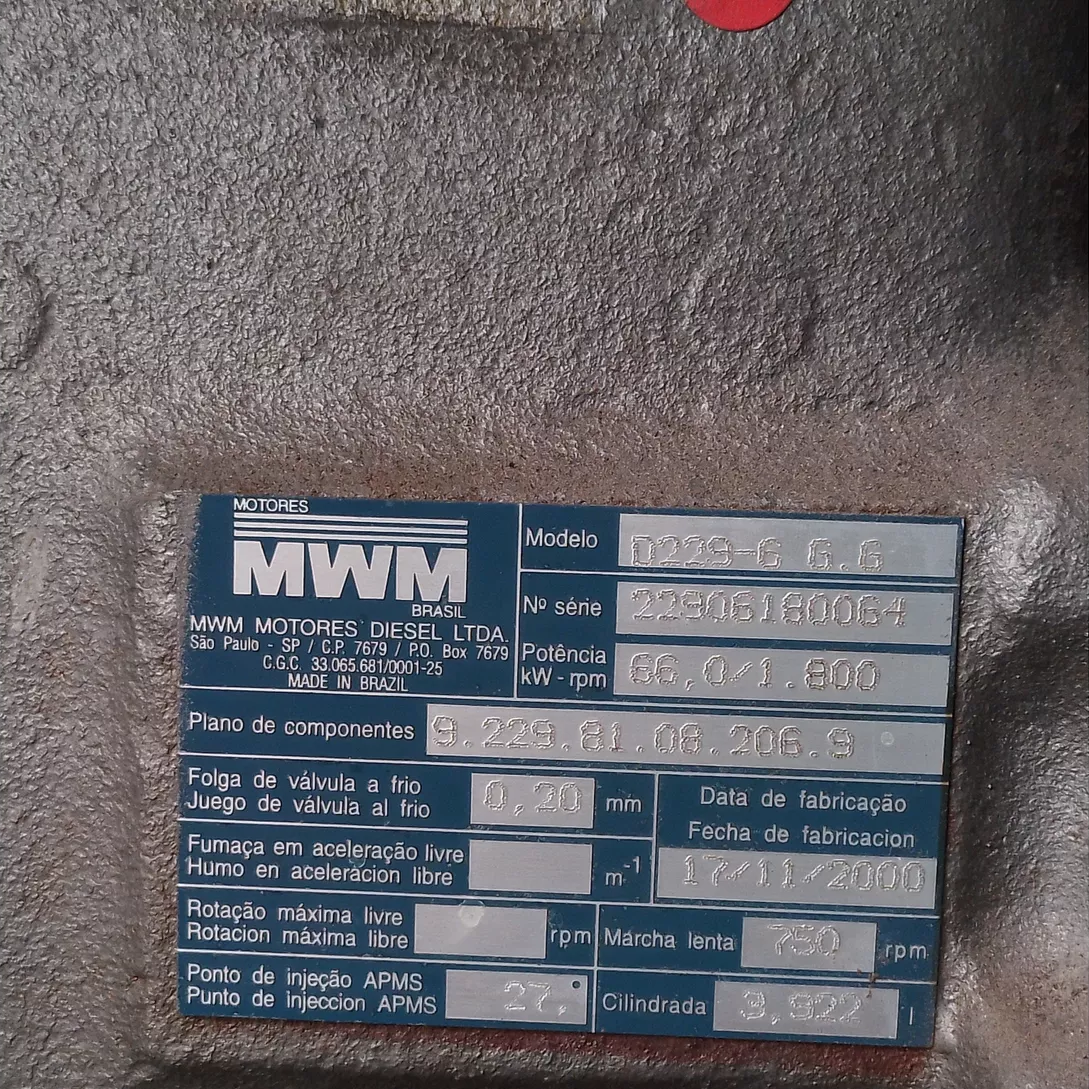 MOTORES
MWM
BRASIL
MWM MOTORES DIESEL LTDA.
São Paulo - SP / C.P. 7679 / P.O. Box 7679
C.G.C. 33.065.681/0001-25
MADE IN BRAZIL
Modelo D229-6 G.G
Nº série 22906180064
Potência
kW - rpm 66,0/1.800
Plano de componentes 9.229.81.08.206.9
Folga de válvula a frio
Juego de válvula al frio 0,20 mm
Data de fabricação
Fecha de fabricacion
17/11/2000
Fumaça em aceleração livre
Humo en aceleracion libre m-1
Rotação máxima livre
Rotacion máxima libre rpm
Marcha lenta 750 rpm
Ponto de injeção APMS
Punto de injeccion APMS 27, °
Cilindrada 3,922 l